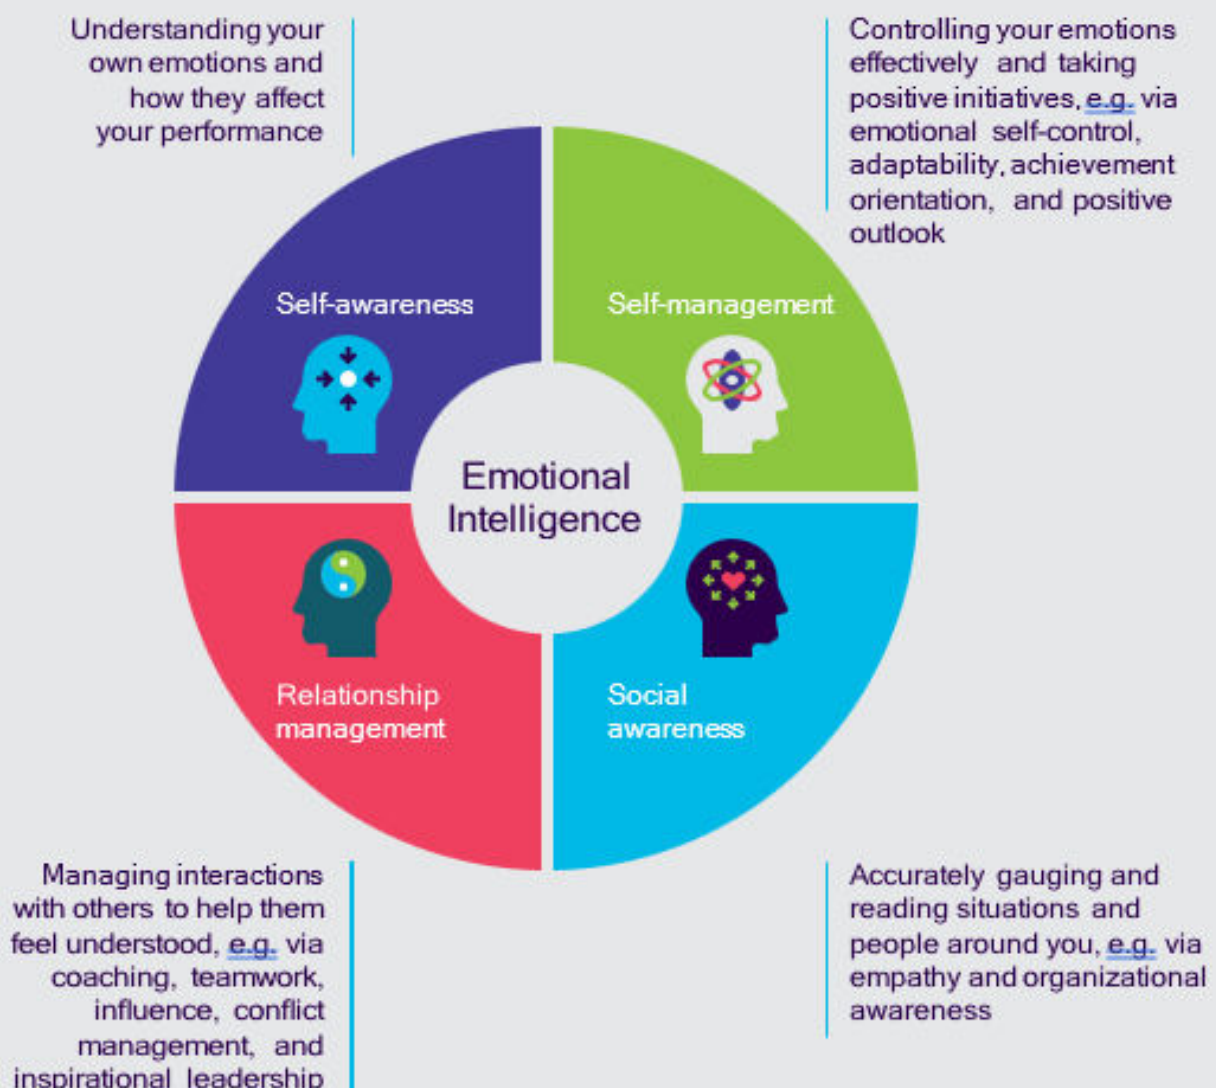 Understanding your
own emotions and
how they affect
your performance
Controlling your emotions
effectively and taking
positive initiatives, e.g. via
emotional self-control,
adaptability, achievement
orientation, and positive
outlook
Self-awareness
Self-management
Emotional
Intelligence
Relationship
management
Social
awareness
Managing interactions
with others to help them
feel understood, e.g. via
coaching, teamwork,
influence, conflict
management, and
inspirational leadership
Accurately gauging and
reading situations and
people around you, e.g. via
empathy and organizational
awareness